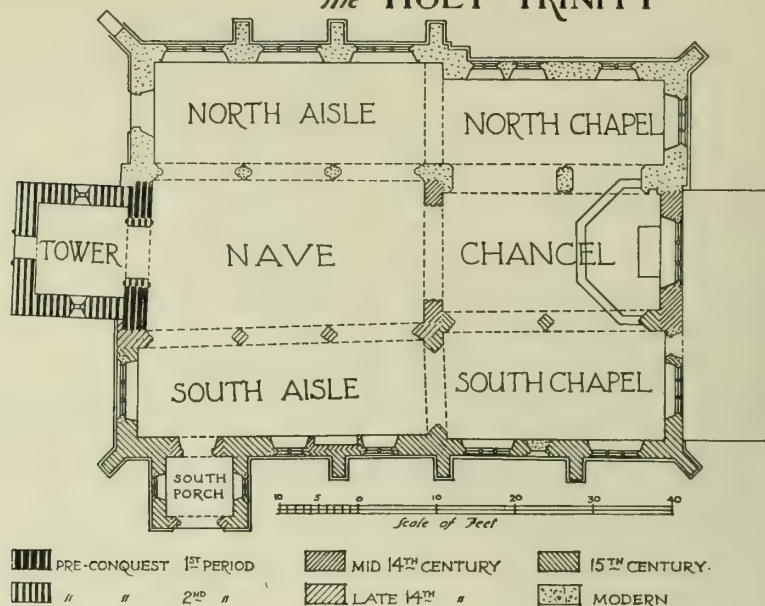 the HOLY TRINITY
NORTH AISLE
NORTH CHAPEL
TOWER
NAVE
CHANCEL
SOUTH AISLE
SOUTH CHAPEL
SOUTH
PORCH
10 5 0 10 20 30 40
Scale of Feet
PRE-CONQUEST 1ST PERIOD
MID 14TH CENTURY
15TH CENTURY.
" " 2ND "
LATE 14TH "
MODERN